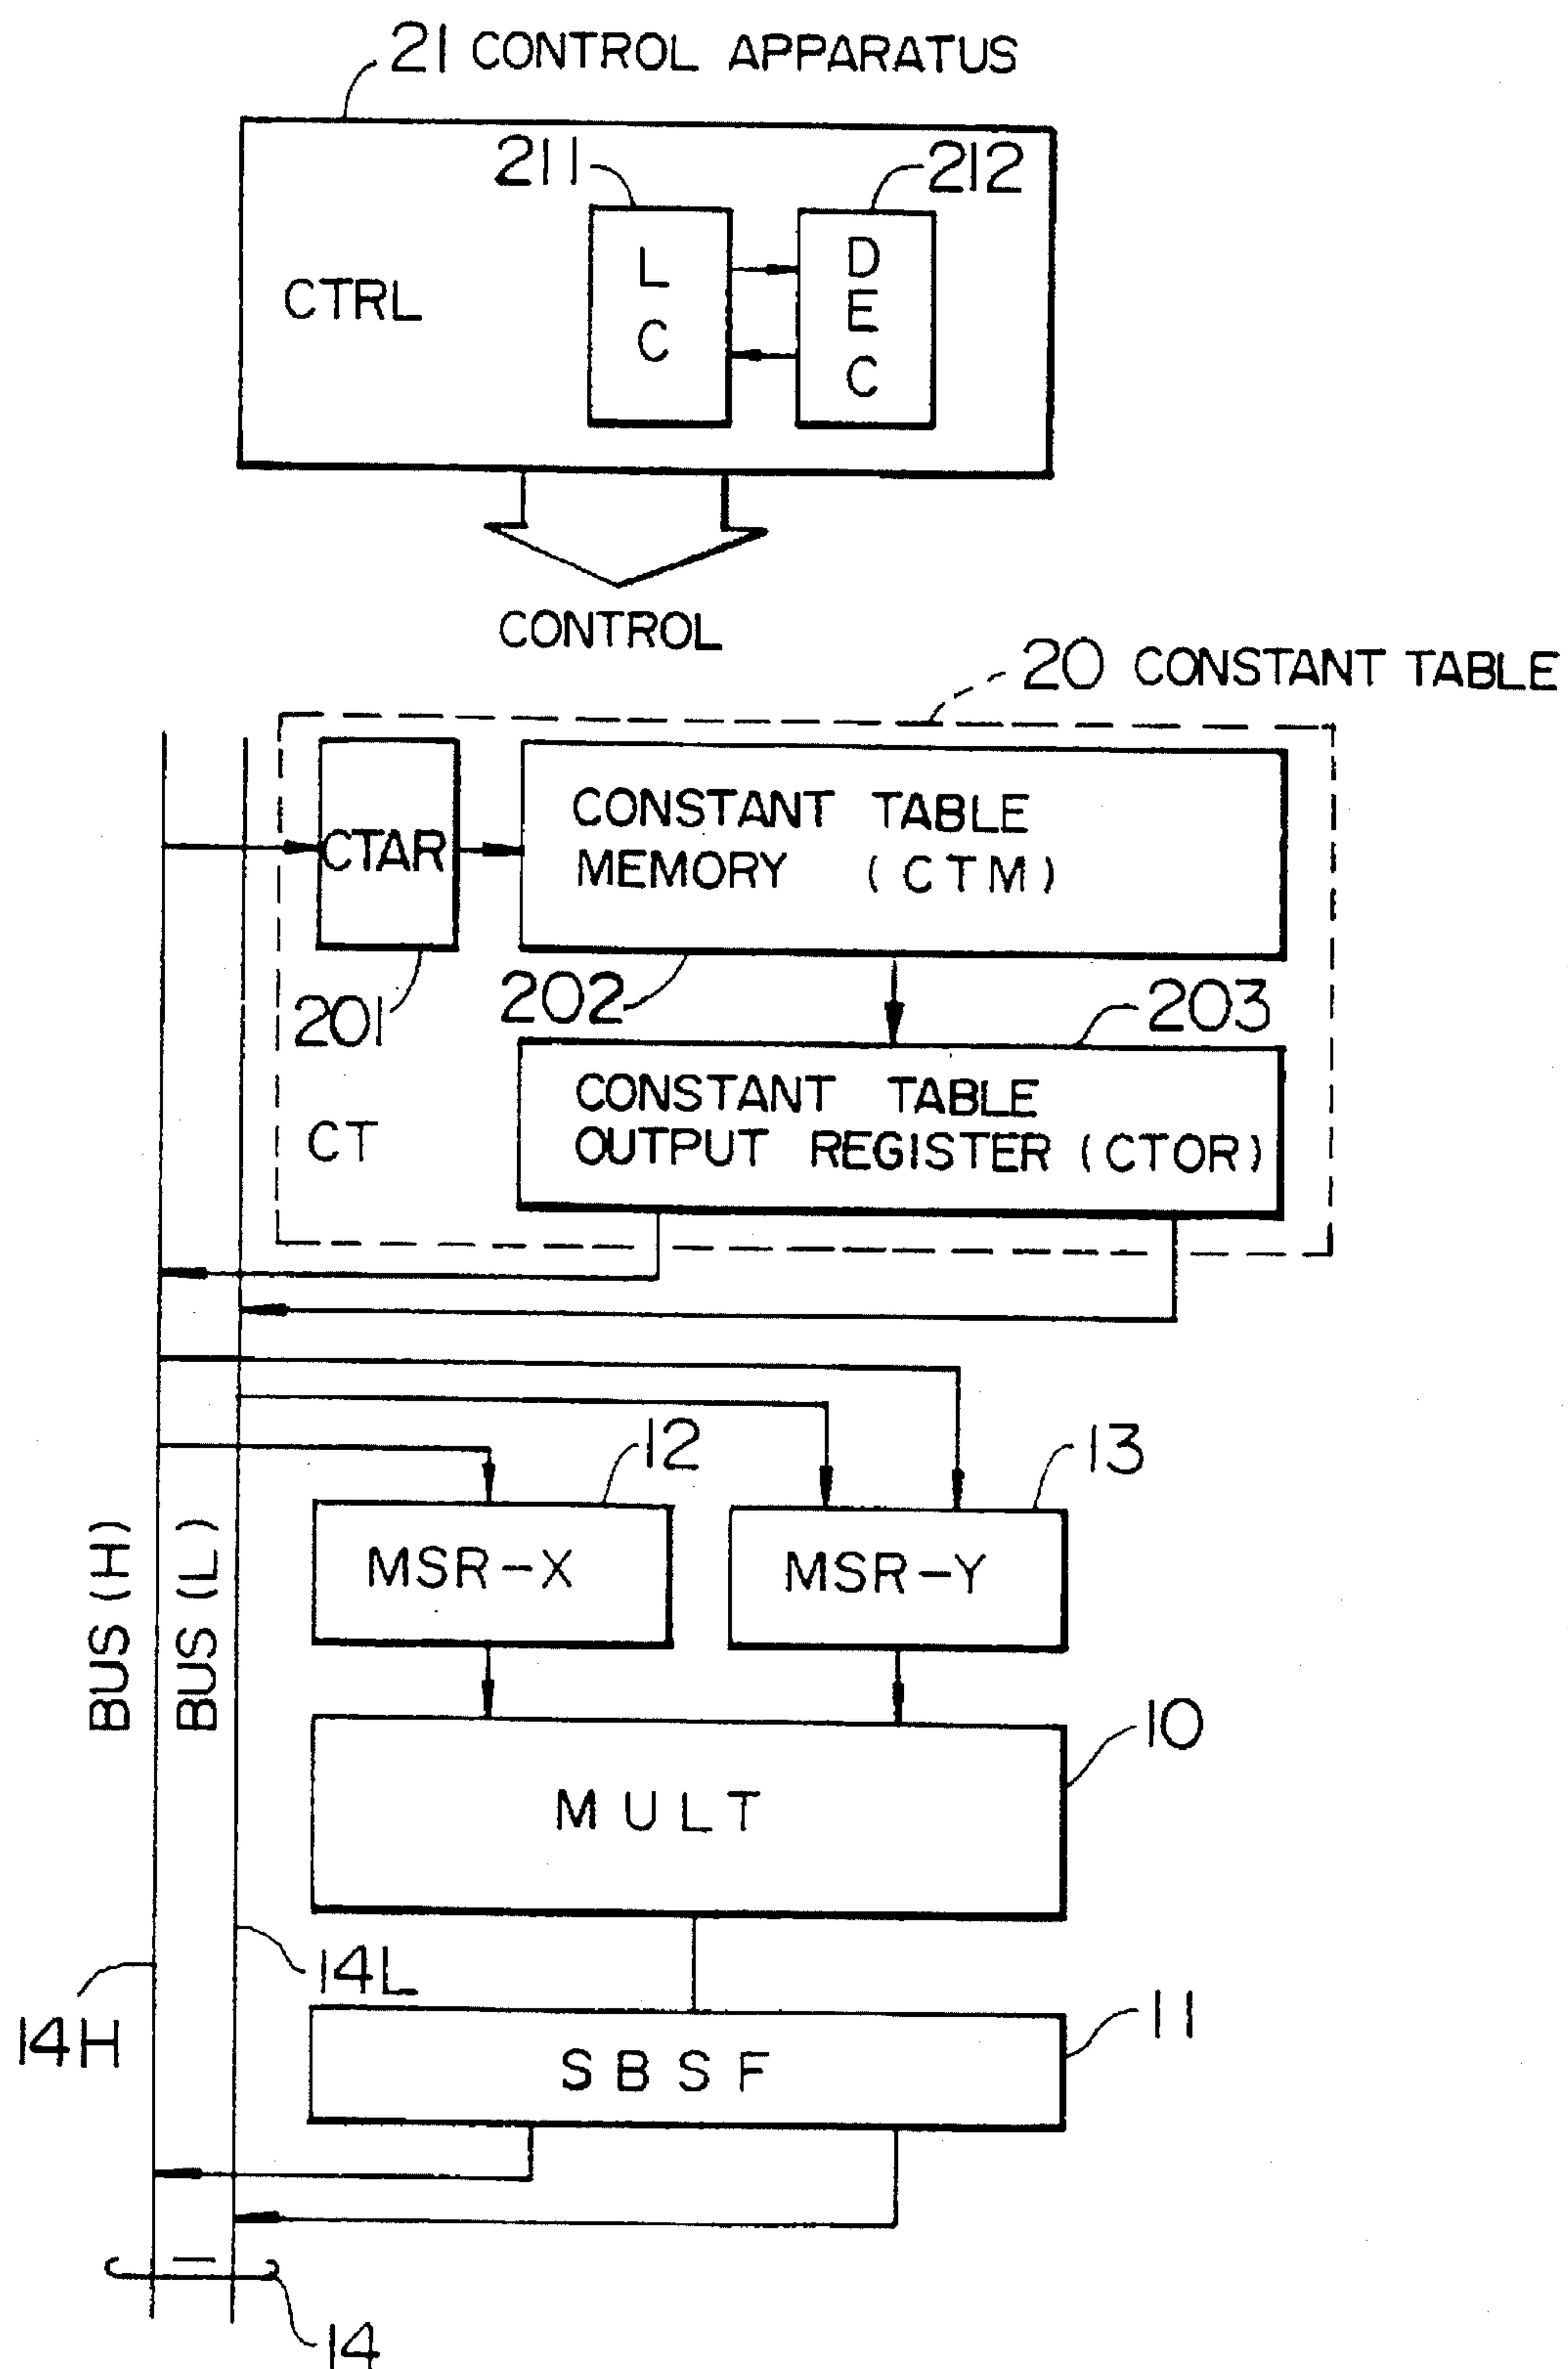 21 CONTROL APPARATUS
211
212
CTRL
L
C
D
E
C
CONTROL
20 CONSTANT TABLE
CTAR
CONSTANT TABLE
MEMORY (CTM)
201
202
203
CT
CONSTANT TABLE
OUTPUT REGISTER (CTOR)
12
13
BUS (H)
BUS (L)
MSR-X
MSR-Y
10
MULT
14L
14H
11
SBSF
14